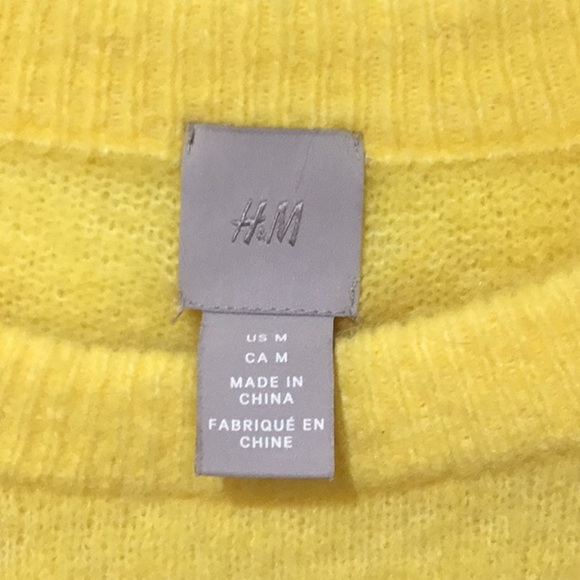 H&M
US M
CA M
MADE IN
CHINA
FABRIQUÉ EN
CHINE